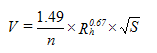 V = 1.49/n × R_h^0.67 × √S